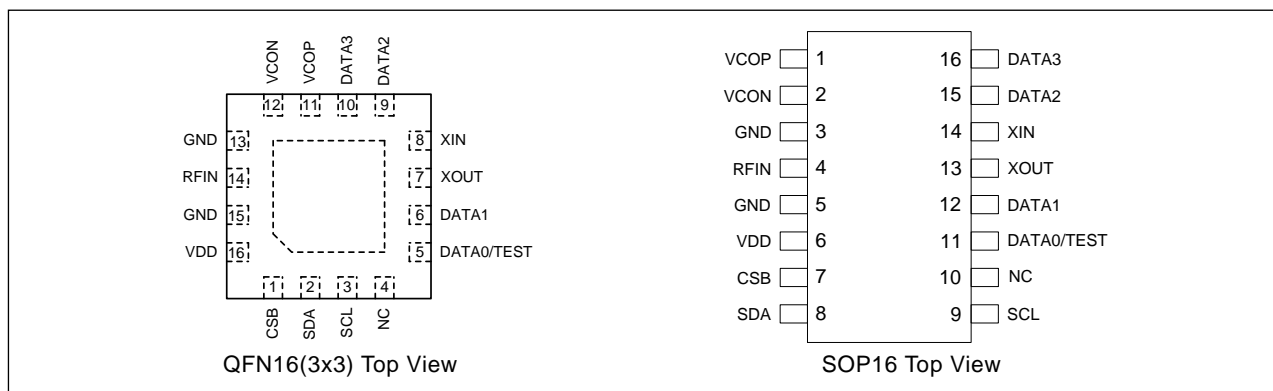 VCON
VCOP
DATA3
DATA2
12 11 10 9
GND 13 8 XIN
RFIN 14 7 XOUT
GND 15 6 DATA1
VDD 16 5 DATA0/TEST
1 2 3 4
CSB
SDA
SCL
NC
QFN16(3x3) Top View
VCOP 1 16 DATA3
VCON 2 15 DATA2
GND 3 14 XIN
RFIN 4 13 XOUT
GND 5 12 DATA1
VDD 6 11 DATA0/TEST
CSB 7 10 NC
SDA 8 9 SCL
SOP16 Top View